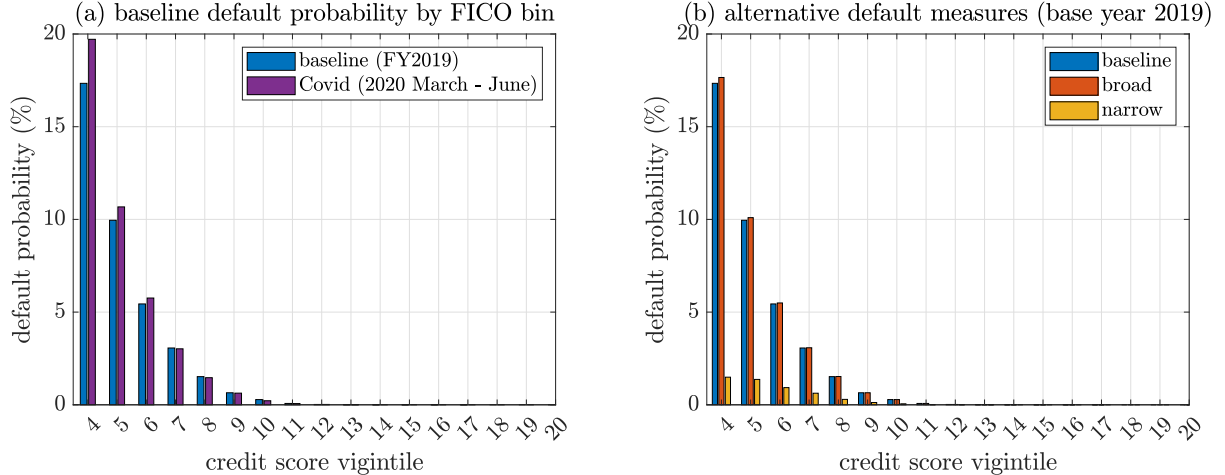 (a) baseline default probability by FICO bin
20
15
10
5
0
default probability (%)
baseline (FY2019)
Covid (2020 March - June)
4 5 6 7 8 9 10 11 12 13 14 15 16 17 18 19 20
credit score vigintile
(b) alternative default measures (base year 2019)
20
15
10
5
0
default probability (%)
baseline
broad
narrow
4 5 6 7 8 9 10 11 12 13 14 15 16 17 18 19 20
credit score vigintile